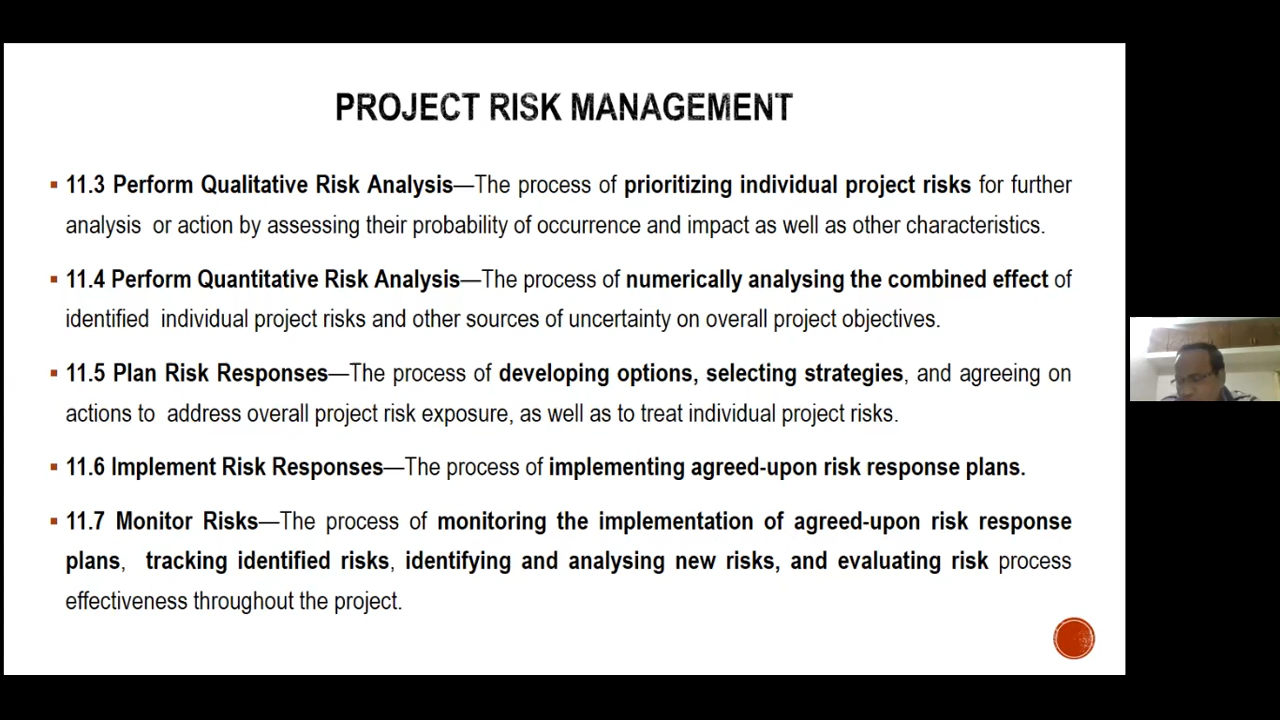 PROJECT RISK MANAGEMENT
▪ 11.3 Perform Qualitative Risk Analysis—The process of prioritizing individual project risks for further
analysis or action by assessing their probability of occurrence and impact as well as other characteristics.
▪ 11.4 Perform Quantitative Risk Analysis—The process of numerically analysing the combined effect of
identified individual project risks and other sources of uncertainty on overall project objectives.
▪ 11.5 Plan Risk Responses—The process of developing options, selecting strategies, and agreeing on
actions to address overall project risk exposure, as well as to treat individual project risks.
▪ 11.6 Implement Risk Responses—The process of implementing agreed-upon risk response plans.
▪ 11.7 Monitor Risks—The process of monitoring the implementation of agreed-upon risk response
plans, tracking identified risks, identifying and analysing new risks, and evaluating risk process
effectiveness throughout the project.